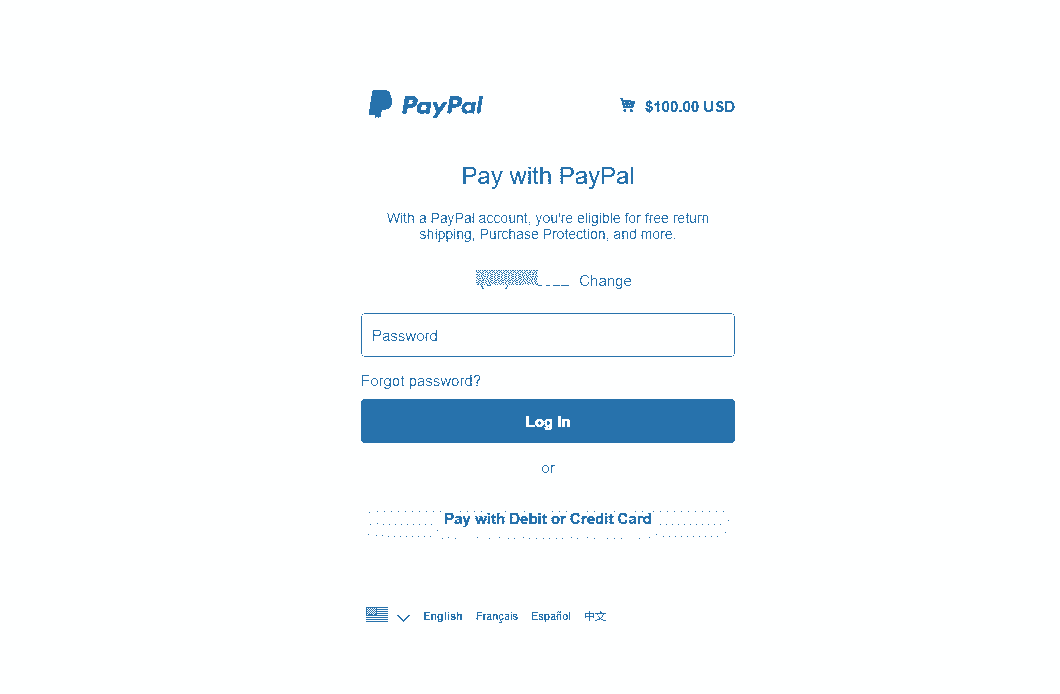 PayPal
$100.00 USD
Pay with PayPal
With a PayPal account, you're eligible for free return
shipping, Purchase Protection, and more.
Change
Password
Forgot password?
Log In
or
Pay with Debit or Credit Card
English Français Español 中文